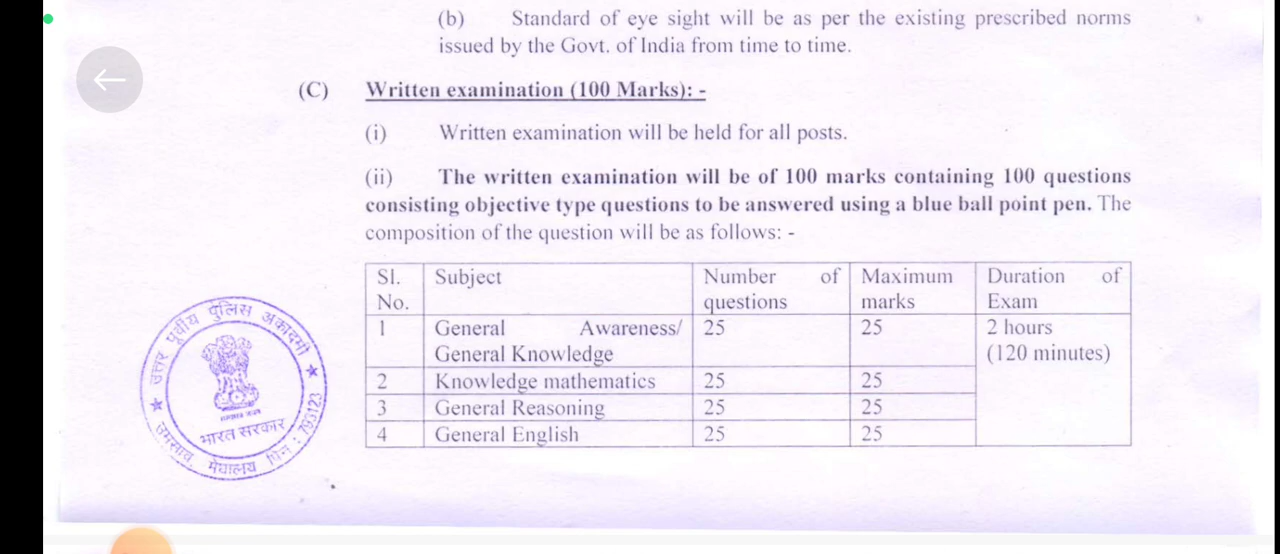 (b) Standard of eye sight will be as per the existing prescribed norms
issued by the Govt. of India from time to time.
(C) Written examination (100 Marks): -
(i) Written examination will be held for all posts.
(ii) The written examination will be of 100 marks containing 100 questions
consisting objective type questions to be answered using a blue ball point pen. The
composition of the question will be as follows: -
Sl. No. Subject Number of questions Maximum marks Duration of Exam
1 General Awareness/ General Knowledge 25 25 2 hours (120 minutes)
2 Knowledge mathematics 25 25
3 General Reasoning 25 25
4 General English 25 25
उत्तर पूर्वीय पुलिस अकादमी
भारत सरकार
उमसाव, मेघालय पिन : 793123